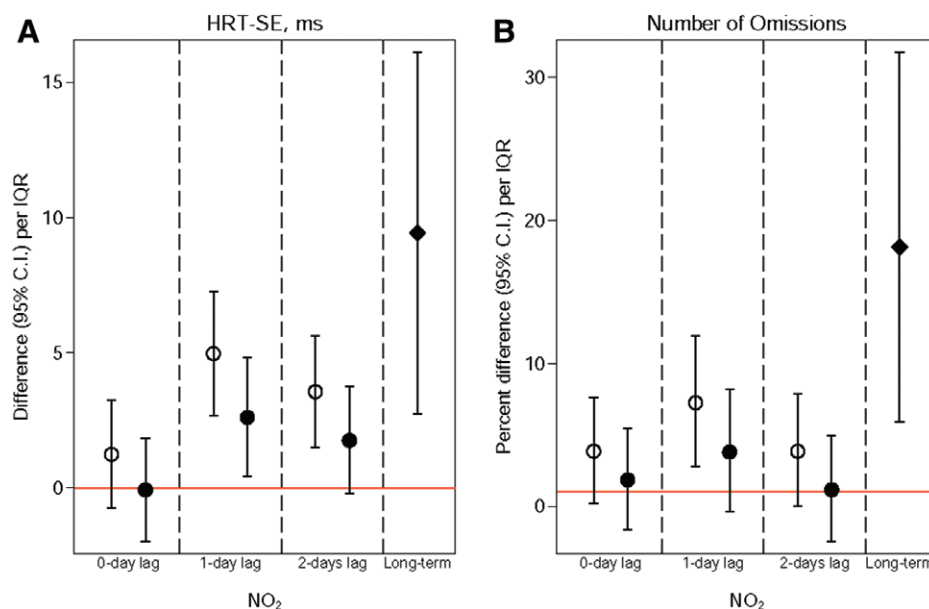 A
HRT-SE, ms
Difference (95% C.I.) per IQR
15
10
5
0
0-day lag
1-day lag
2-days lag
Long-term
NO₂
B
Number of Omissions
Percent difference (95% C.I.) per IQR
30
20
10
0
0-day lag
1-day lag
2-days lag
Long-term
NO₂